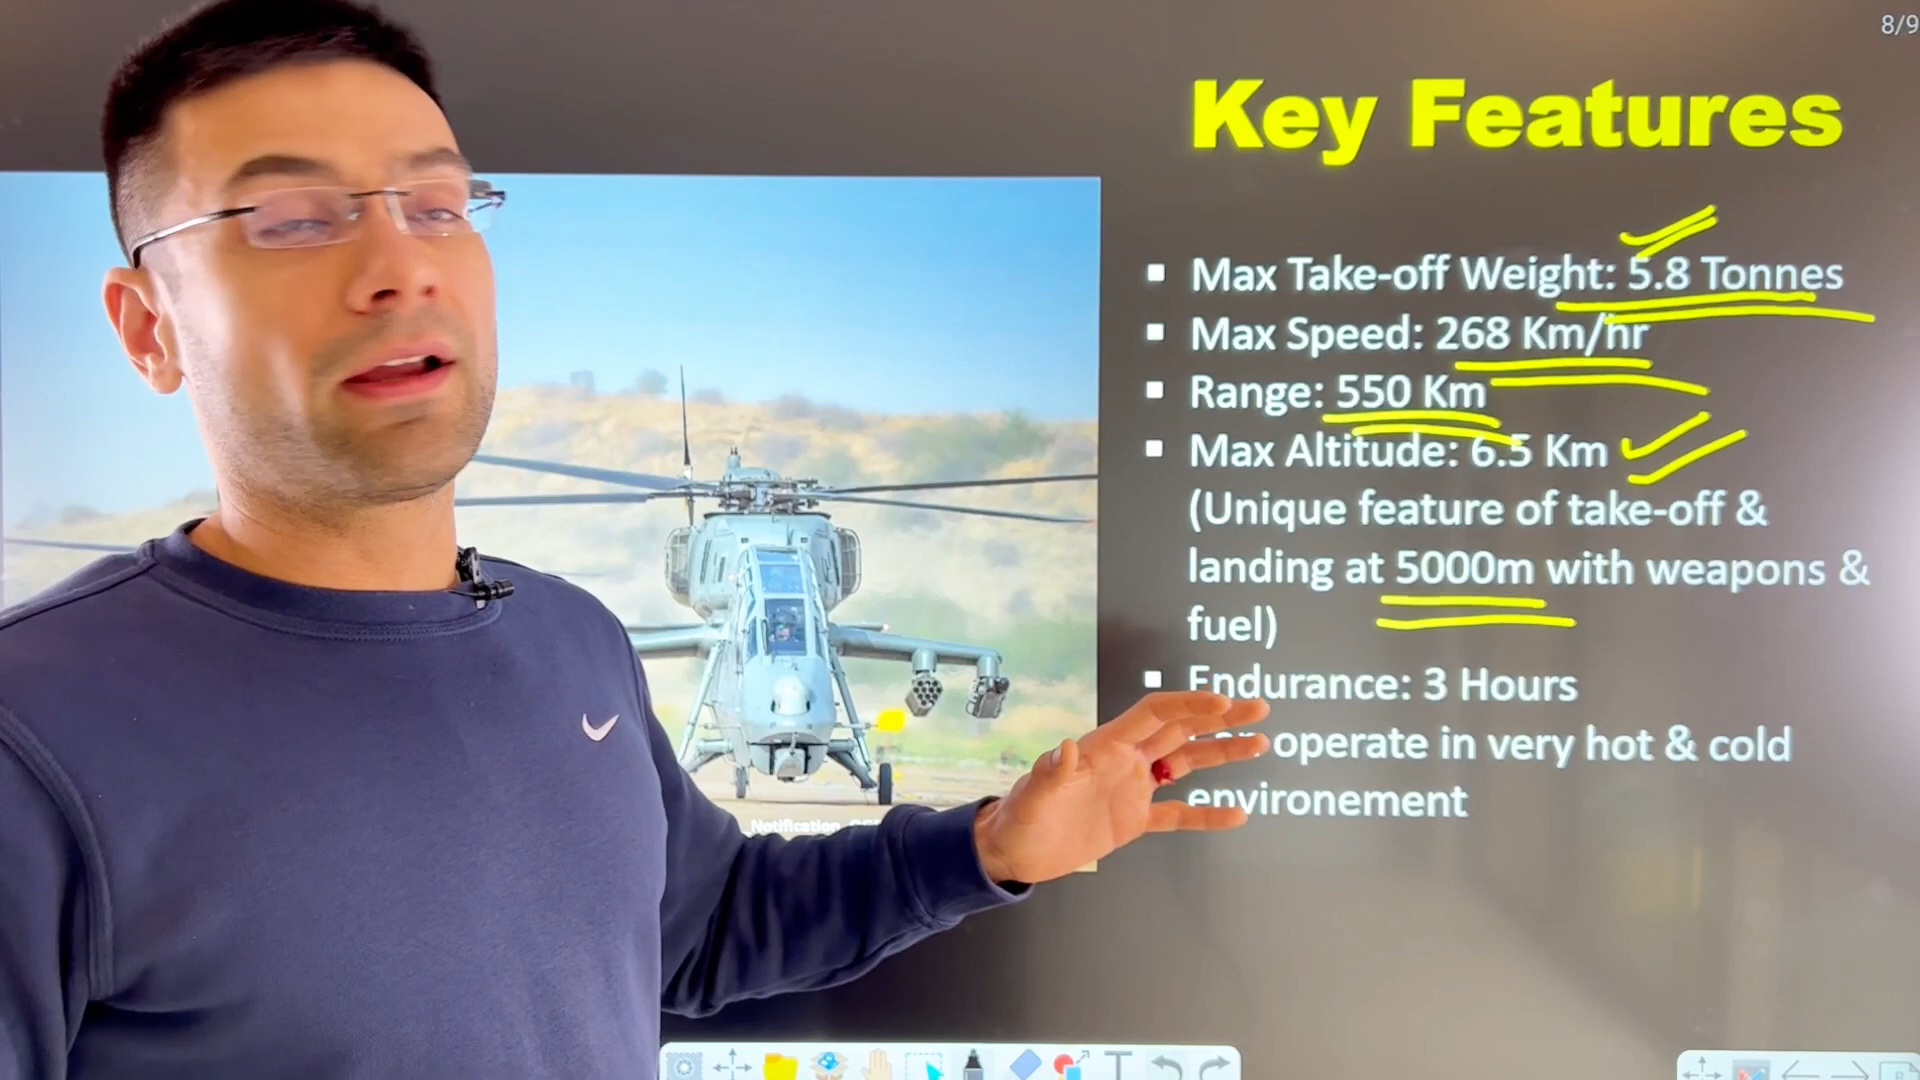 8/9
Key Features
▪ Max Take-off Weight: 5.8 Tonnes
▪ Max Speed: 268 Km/hr
▪ Range: 550 Km
▪ Max Altitude: 6.5 Km
(Unique feature of take-off &
landing at 5000m with weapons &
fuel)
▪ Endurance: 3 Hours
operate in very hot & cold
environement
Notification